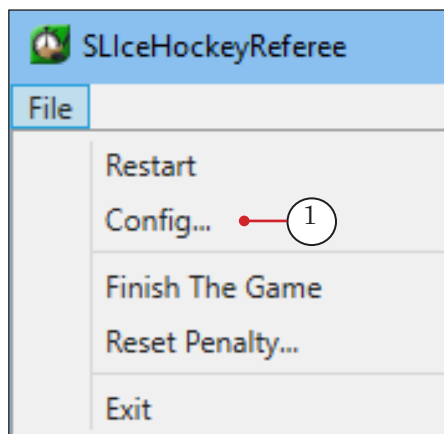 SLIceHockeyReferee
File
Restart
Config...
1
Finish The Game
Reset Penalty...
Exit